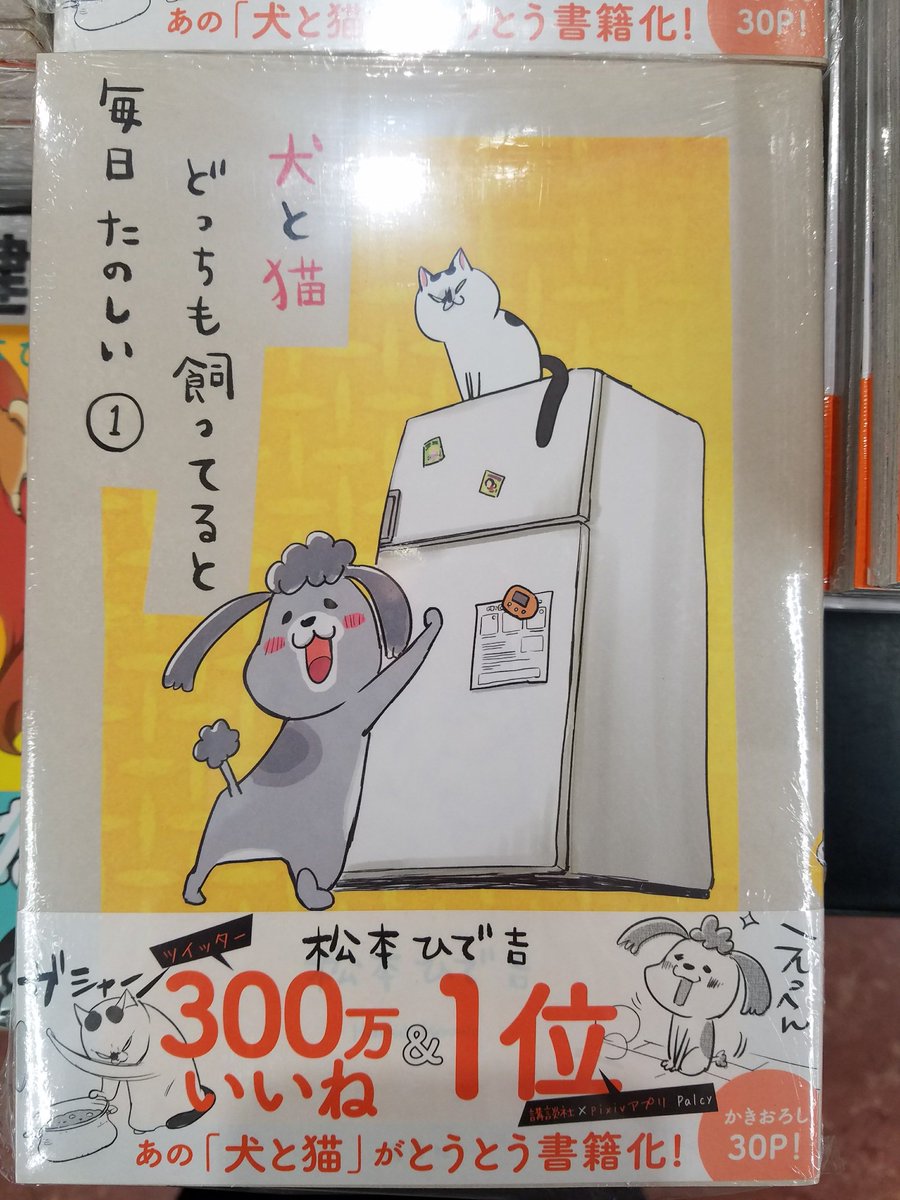 あの「犬と猫
とうとう書籍化!
30P!
犬と猫
どっちも飼ってると
毎日たのしい①
松本ひで吉
ツイッター
300万
いいね
&
1位
講談社×pixivアプリ Palcy
ブシャー
へえっぺん
あの「犬と猫」がとうとう書籍化!
かきおろし
30P!